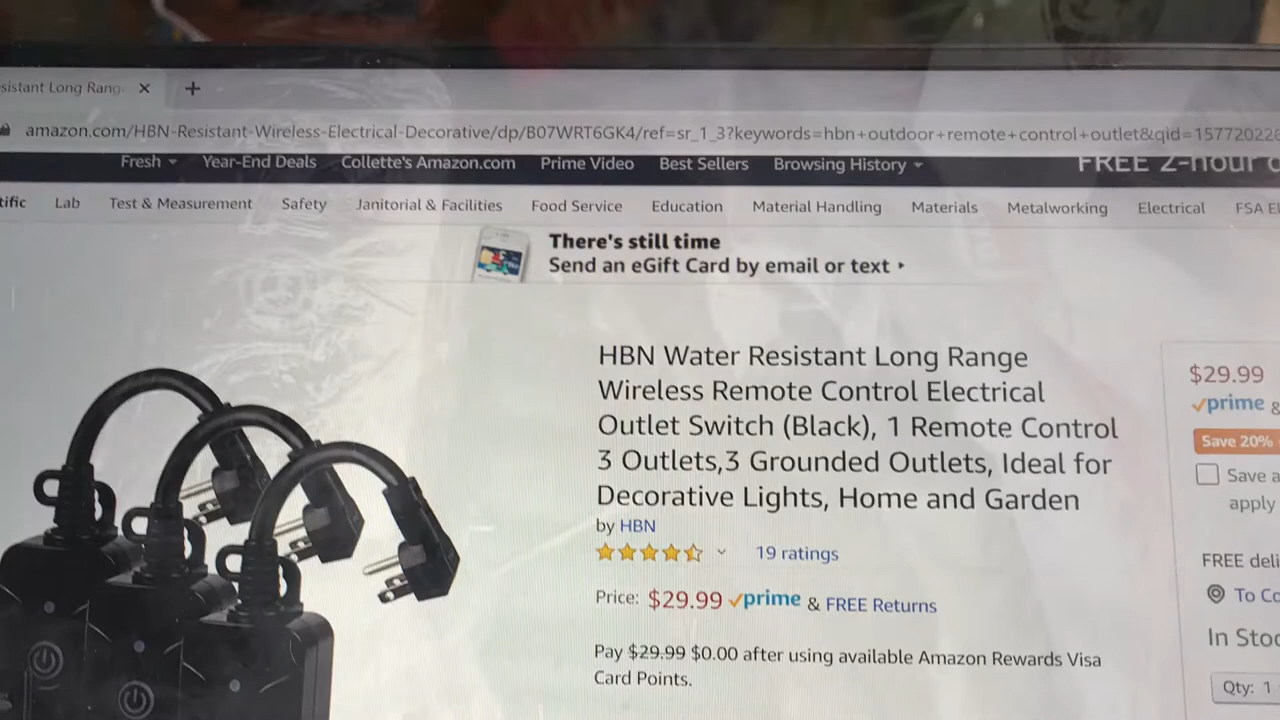 sistant Long Rang
amazon.com/HBN-Resistant-Wireless-Electrical-Decorative/dp/B07WRT6GK4/ref=sr_1_3?keywords=hbn+outdoor+remote+control+outlet&qid=157720228
Fresh Year-End Deals Collette's Amazon.com Prime Video Best Sellers Browsing History FREE 2-hour d
tific Lab Test & Measurement Safety Janitorial & Facilities Food Service Education Material Handling Materials Metalworking Electrical FSA El
There's still time
Send an eGift Card by email or text
HBN Water Resistant Long Range
Wireless Remote Control Electrical
Outlet Switch (Black), 1 Remote Control
3 Outlets,3 Grounded Outlets, Ideal for
Decorative Lights, Home and Garden
by HBN
19 ratings
Price: $29.99 prime & FREE Returns
Pay $29.99 $0.00 after using available Amazon Rewards Visa
Card Points.
$29.99
prime &
Save 20%
Save a
apply
FREE deli
To Co
In Stoc
Qty: 1